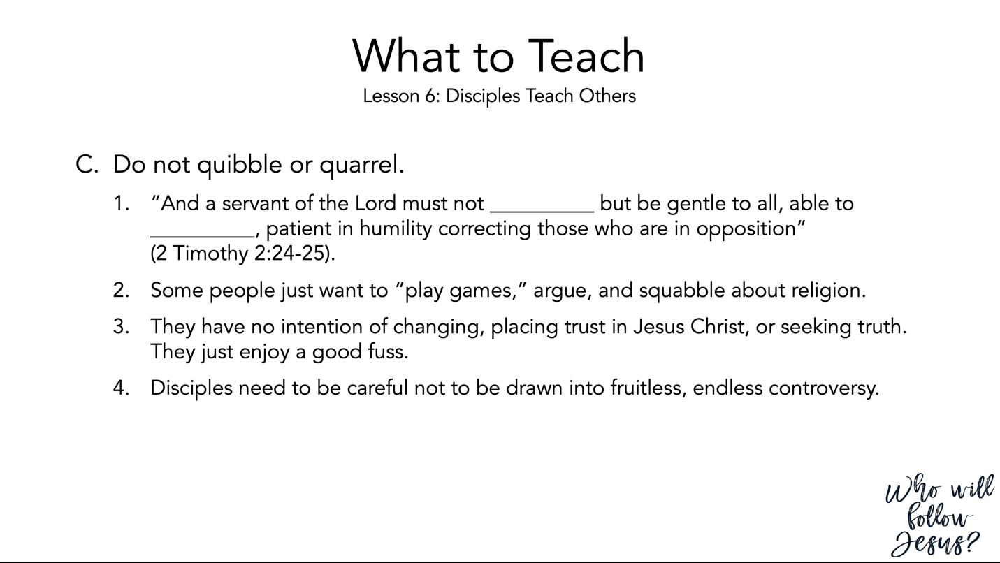 What to Teach
Lesson 6: Disciples Teach Others
C. Do not quibble or quarrel.
1. “And a servant of the Lord must not __________ but be gentle to all, able to
__________, patient in humility correcting those who are in opposition”
(2 Timothy 2:24-25).
2. Some people just want to “play games,” argue, and squabble about religion.
3. They have no intention of changing, placing trust in Jesus Christ, or seeking truth.
They just enjoy a good fuss.
4. Disciples need to be careful not to be drawn into fruitless, endless controversy.
Who will
follow
Jesus?